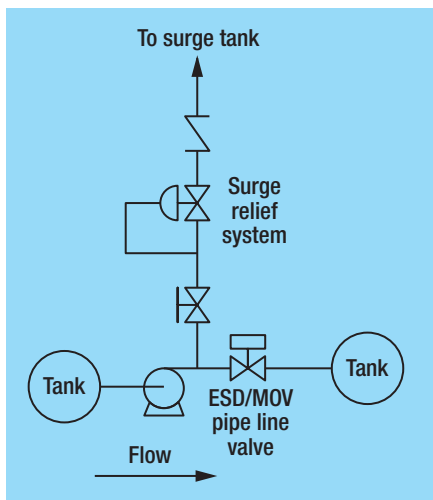 To surge tank
Surge
relief
system
Tank
Tank
ESD/MOV
pipe line
valve
Flow